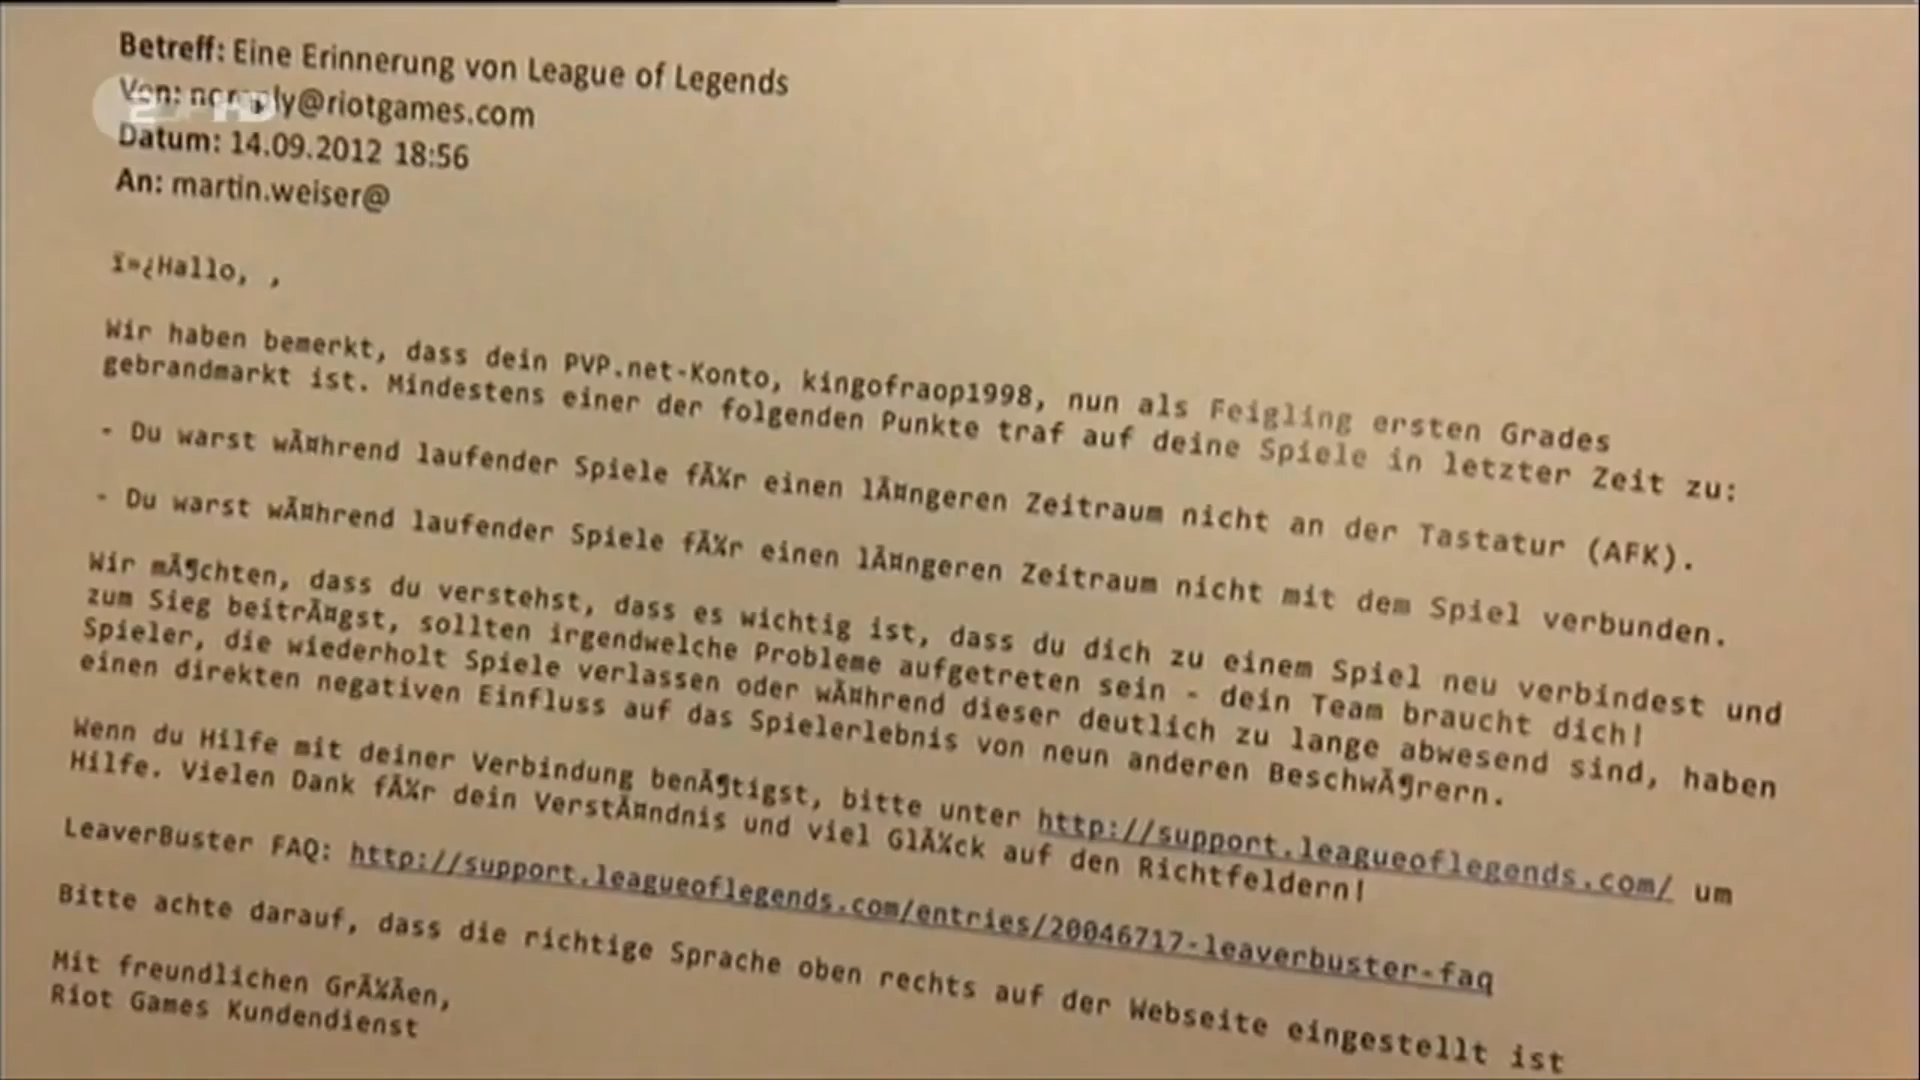 Betreff: Eine Erinnerung von League of Legends
Von: noreply@riotgames.com
ZDF HD
Datum: 14.09.2012 18:56
An: martin.weiser@
ï»¿Hallo, ,
Wir haben bemerkt, dass dein PVP.net-Konto, kingofraop1998, nun als Feigling ersten Grades
gebrandmarkt ist. Mindestens einer der folgenden Punkte traf auf deine Spiele in letzter Zeit zu:
- Du warst wÃ¤hrend laufender Spiele fÃ¼r einen lÃ¤ngeren Zeitraum nicht an der Tastatur (AFK).
- Du warst wÃ¤hrend laufender Spiele fÃ¼r einen lÃ¤ngeren Zeitraum nicht mit dem Spiel verbunden.
Wir mÃ¶chten, dass du verstehst, dass es wichtig ist, dass du dich zu einem Spiel neu verbindest und
zum Sieg beitrÃ¤gst, sollten irgendwelche Probleme aufgetreten sein - dein Team braucht dich!
Spieler, die wiederholt Spiele verlassen oder wÃ¤hrend dieser deutlich zu lange abwesend sind, haben
einen direkten negativen Einfluss auf das Spielerlebnis von neun anderen BeschwÃ¶rern.
Wenn du Hilfe mit deiner Verbindung benÃ¶tigst, bitte unter http://support.leagueoflegends.com/ um
Hilfe. Vielen Dank fÃ¼r dein VerstÃ¤ndnis und viel GlÃ¼ck auf den Richtfeldern!
LeaverBuster FAQ: http://support.leagueoflegends.com/entries/20046717-leaverbuster-faq
Bitte achte darauf, dass die richtige Sprache oben rechts auf der Webseite eingestellt ist
Mit freundlichen GrÃ¼Ãen,
Riot Games Kundendienst